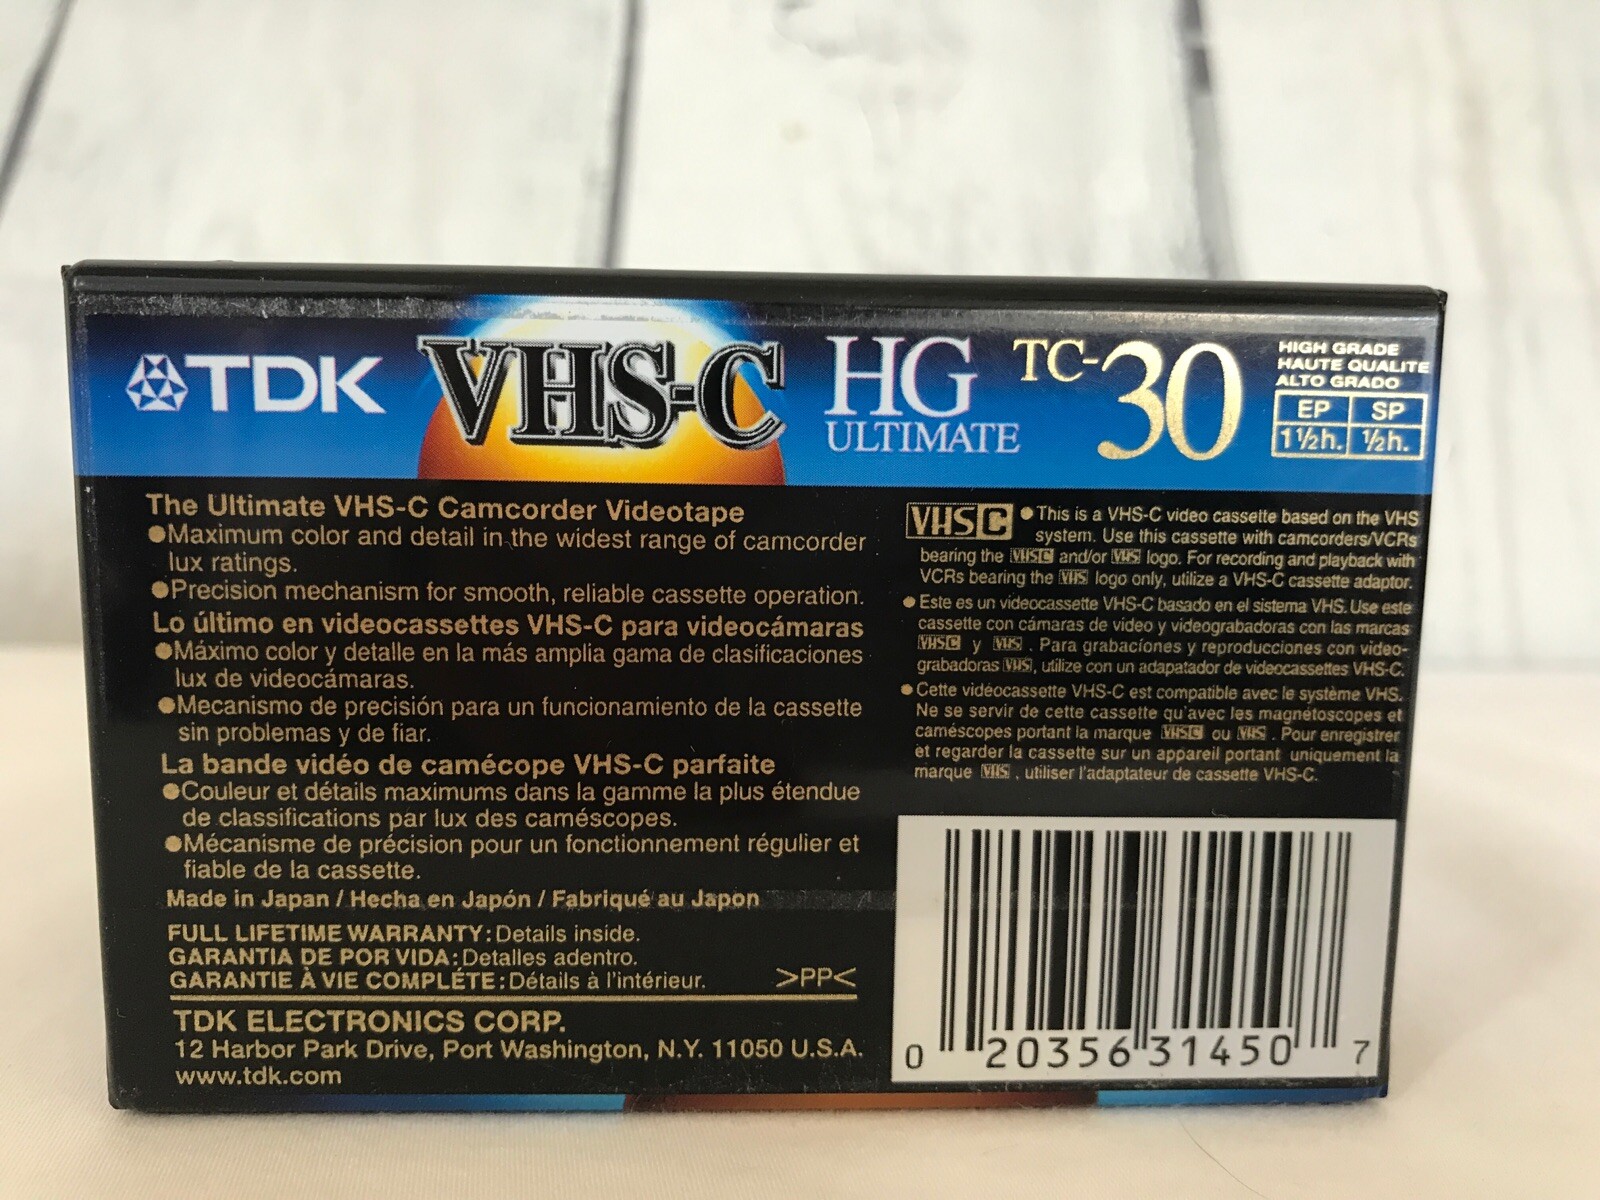 TDK VHS-C HG ULTIMATE TC-30
HIGH GRADE
HAUTE QUALITE
ALTO GRADO
EP SP
1½h. ½h.
The Ultimate VHS-C Camcorder Videotape
●Maximum color and detail in the widest range of camcorder
lux ratings.
●Precision mechanism for smooth, reliable cassette operation.
Lo último en videocassettes VHS-C para videocámaras
●Máximo color y detalle en la más amplia gama de clasificaciones
lux de videocámaras.
●Mecanismo de precisión para un funcionamiento de la cassette
sin problemas y de fiar.
La bande vidéo de camécope VHS-C parfaite
●Couleur et détails maximums dans la gamme la plus étendue
de classifications par lux des caméscopes.
●Mécanisme de précision pour un fonctionnement régulier et
fiable de la cassette.
Made in Japan / Hecha en Japón / Fabriqué au Japon
FULL LIFETIME WARRANTY: Details inside.
GARANTIA DE POR VIDA: Detalles adentro.
GARANTIE À VIE COMPLÉTE: Détails à l'intérieur.
>PP<
TDK ELECTRONICS CORP.
12 Harbor Park Drive, Port Washington, N.Y. 11050 U.S.A.
www.tdk.com
VHSC ● This is a VHS-C video cassette based on the VHS
system. Use this cassette with camcorders/VCRs
bearing the VHSC and/or VHS logo. For recording and playback with
VCRs bearing the VHS logo only, utilize a VHS-C cassette adaptor.
● Este es un videocassette VHS-C basado en el sistema VHS. Use este
cassette con cámaras de video y videograbadoras con las marcas
VHSC y VHS . Para grabacíones y reproducciones con video-
grabadoras VHS, utilize con un adapatador de videocassettes VHS-C.
● Cette vidéocassette VHS-C est compatible avec le système VHS.
Ne se servir de cette cassette qu'avec les magnétoscopes et
caméscopes portant la marque VHSC ou VHS . Pour enregistrer
et regarder la cassette sur un appareil portant uniquement la
marque VHS , utiliser l'adaptateur de cassette VHS-C.
0 20356 31450 7